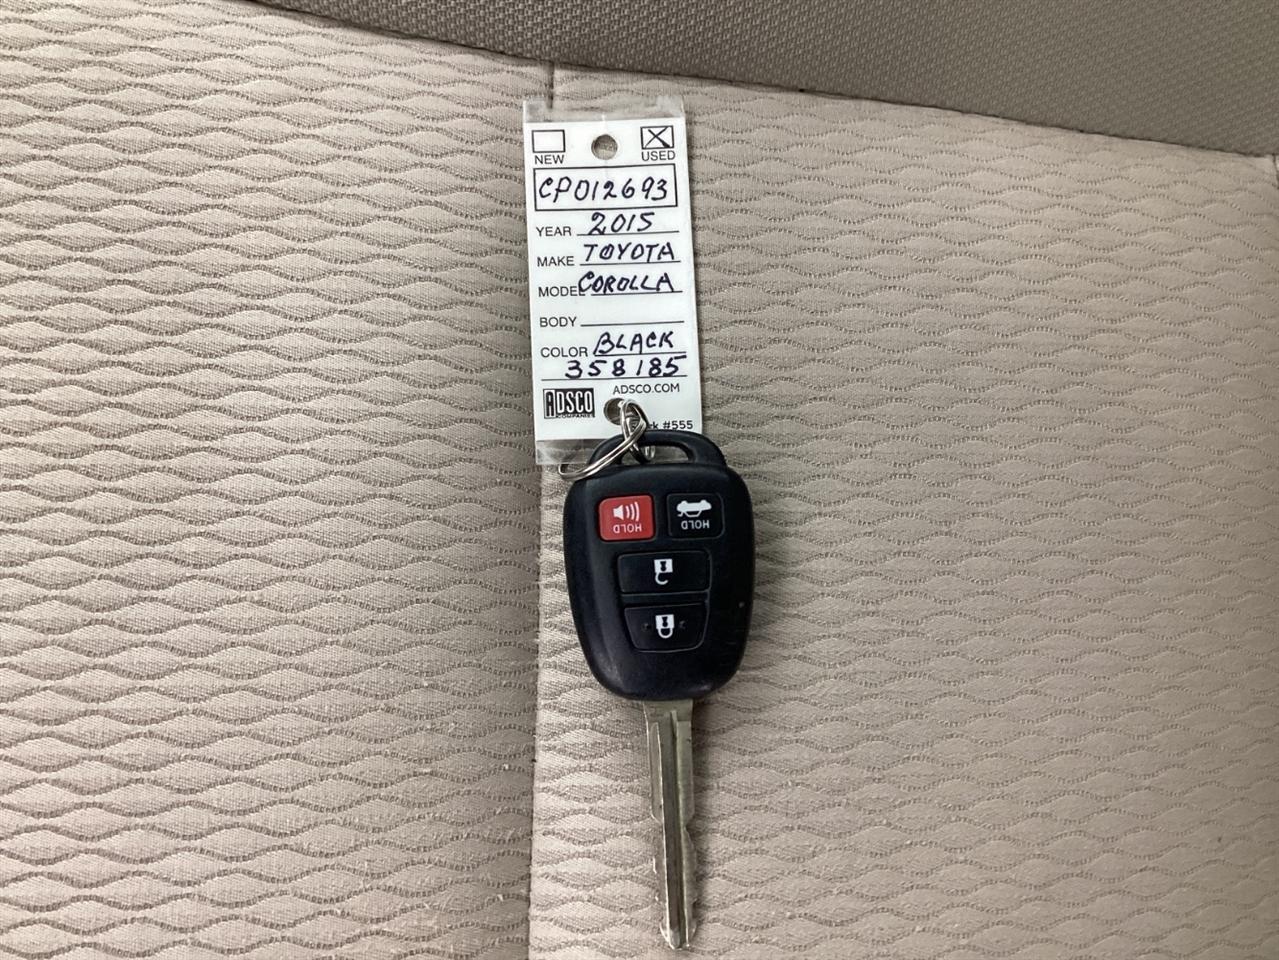 NEW USED
CP012693
YEAR 2015
MAKE TOYOTA
MODEL COROLLA
BODY
COLOR BLACK
358185
ADSCO ADSCO.COM
#555
HOLD HOLD